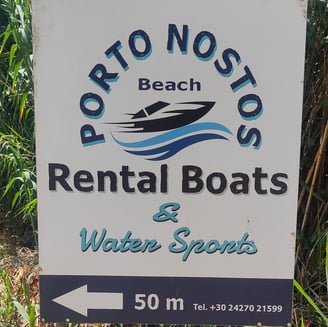 PORTO NOSTOS
Beach
Rental Boats
&
Water Sports
50 m Tel. +30 24270 21599